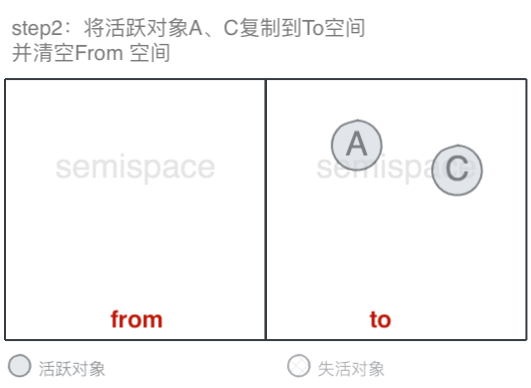 step2：将活跃对象A、C复制到To空间
并清空From 空间
semispace
semispace
A
C
from
to
活跃对象
失活对象